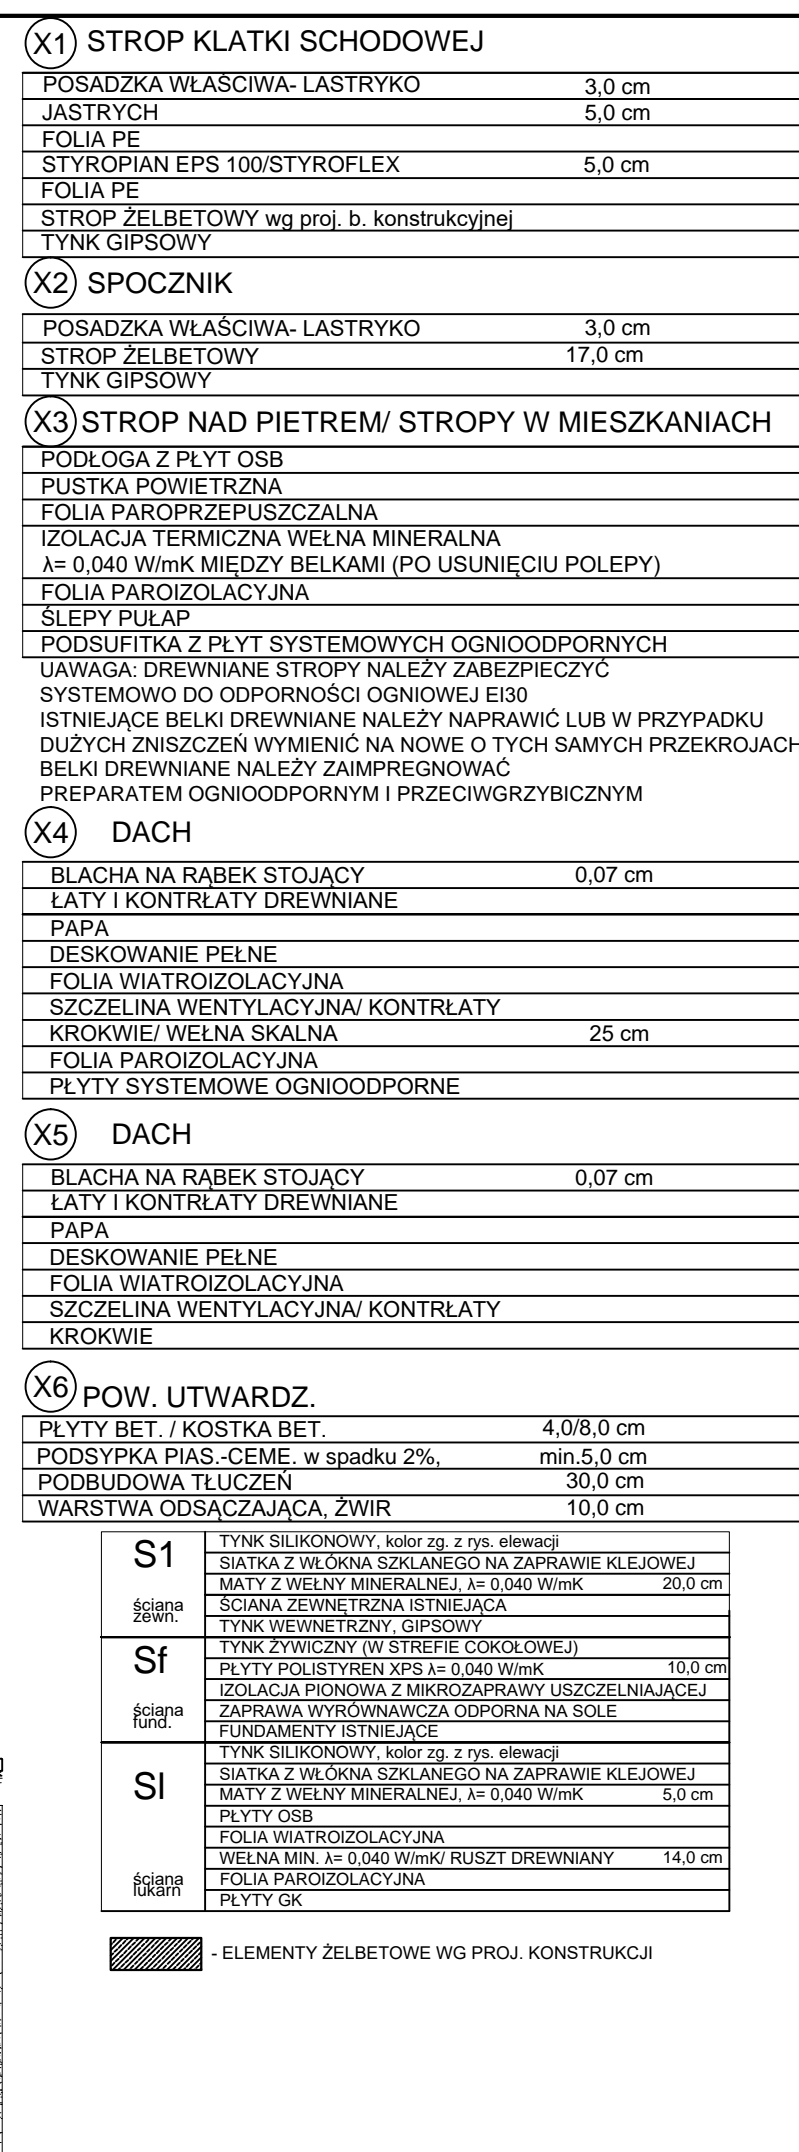 X1 STROP KLATKI SCHODOWEJ
POSADZKA WŁAŚCIWA- LASTRYKO 3,0 cm
JASTRYCH 5,0 cm
FOLIA PE
STYROPIAN EPS 100/STYROFLEX 5,0 cm
FOLIA PE
STROP ŻELBETOWY wg proj. b. konstrukcyjnej
TYNK GIPSOWY
X2 SPOCZNIK
POSADZKA WŁAŚCIWA- LASTRYKO 3,0 cm
STROP ŻELBETOWY 17,0 cm
TYNK GIPSOWY
X3 STROP NAD PIETREM/ STROPY W MIESZKANIACH
PODŁOGA Z PŁYT OSB
PUSTKA POWIETRZNA
FOLIA PAROPRZEPUSZCZALNA
IZOLACJA TERMICZNA WEŁNA MINERALNA
λ= 0,040 W/mK MIĘDZY BELKAMI (PO USUNIĘCIU POLEPY)
FOLIA PAROIZOLACYJNA
ŚLEPY PUŁAP
PODSUFITKA Z PŁYT SYSTEMOWYCH OGNIOODPORNYCH
UAWAGA: DREWNIANE STROPY NALEŻY ZABEZPIECZYĆ
SYSTEMOWO DO ODPORNOŚCI OGNIOWEJ EI30
ISTNIEJĄCE BELKI DREWNIANE NALEŻY NAPRAWIĆ LUB W PRZYPADKU
DUŻYCH ZNISZCZEŃ WYMIENIĆ NA NOWE O TYCH SAMYCH PRZEKROJACH
BELKI DREWNIANE NALEŻY ZAIMPREGNOWAĆ
PREPARATEM OGNIOODPORNYM I PRZECIWGRZYBICZNYM
X4 DACH
BLACHA NA RĄBEK STOJĄCY 0,07 cm
ŁATY I KONTRŁATY DREWNIANE
PAPA
DESKOWANIE PEŁNE
FOLIA WIATROIZOLACYJNA
SZCZELINA WENTYLACYJNA/ KONTRŁATY
KROKWIE/ WEŁNA SKALNA 25 cm
FOLIA PAROIZOLACYJNA
PŁYTY SYSTEMOWE OGNIOODPORNE
X5 DACH
BLACHA NA RĄBEK STOJĄCY 0,07 cm
ŁATY I KONTRŁATY DREWNIANE
PAPA
DESKOWANIE PEŁNE
FOLIA WIATROIZOLACYJNA
SZCZELINA WENTYLACYJNA/ KONTRŁATY
KROKWIE
X6 POW. UTWARDZ.
PŁYTY BET. / KOSTKA BET. 4,0/8,0 cm
PODSYPKA PIAS.-CEME. w spadku 2%, min.5,0 cm
PODBUDOWA TŁUCZEŃ 30,0 cm
WARSTWA ODSĄCZAJĄCA, ŻWIR 10,0 cm
S1
ściana
zewn.
TYNK SILIKONOWY, kolor zg. z rys. elewacji
SIATKA Z WŁÓKNA SZKLANEGO NA ZAPRAWIE KLEJOWEJ
MATY Z WEŁNY MINERALNEJ, λ= 0,040 W/mK 20,0 cm
ŚCIANA ZEWNĘTRZNA ISTNIEJĄCA
TYNK WEWNETRZNY, GIPSOWY
Sf
ściana
fund.
TYNK ŻYWICZNY (W STREFIE COKOŁOWEJ)
PŁYTY POLISTYREN XPS λ= 0,040 W/mK 10,0 cm
IZOLACJA PIONOWA Z MIKROZAPRAWY USZCZELNIAJĄCEJ
ZAPRAWA WYRÓWNAWCZA ODPORNA NA SOLE
FUNDAMENTY ISTNIEJĄCE
Sl
ściana
lukarn
TYNK SILIKONOWY, kolor zg. z rys. elewacji
SIATKA Z WŁÓKNA SZKLANEGO NA ZAPRAWIE KLEJOWEJ
MATY Z WEŁNY MINERALNEJ, λ= 0,040 W/mK 5,0 cm
PŁYTY OSB
FOLIA WIATROIZOLACYJNA
WEŁNA MIN. λ= 0,040 W/mK/ RUSZT DREWNIANY 14,0 cm
FOLIA PAROIZOLACYJNA
PŁYTY GK
- ELEMENTY ŻELBETOWE WG PROJ. KONSTRUKCJI